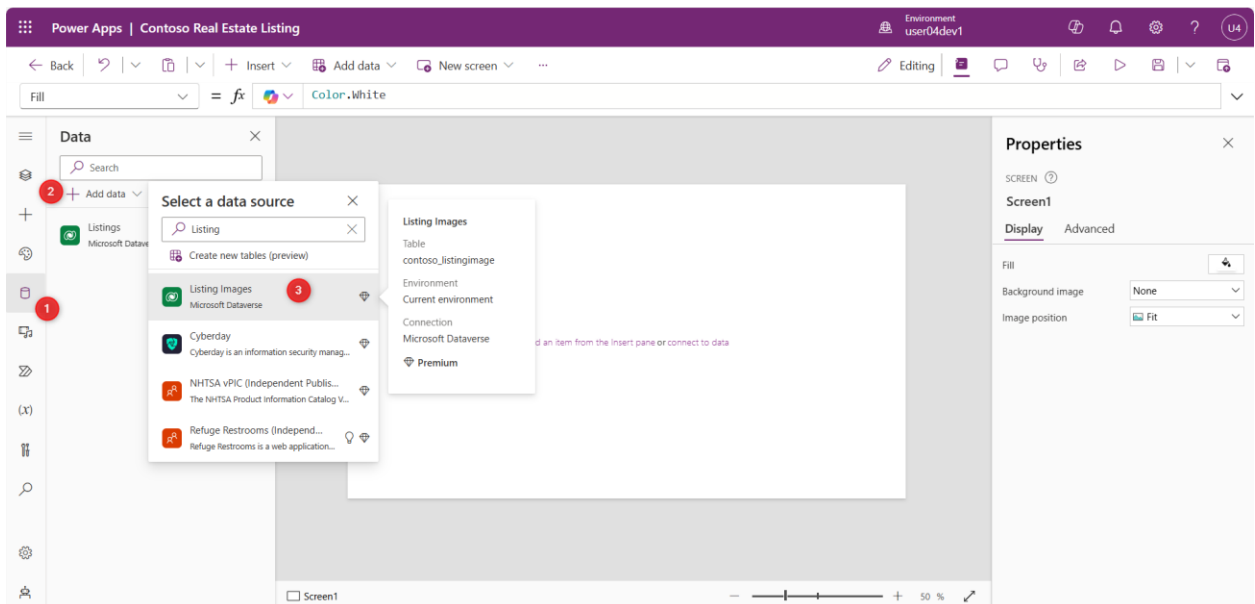 Power Apps | Contoso Real Estate Listing
Environment
user04dev1
U4
Back
Insert
Add data
New screen
...
Editing
Fill
= fx
Color.White
Data
Search
2
Add data
Listings
Microsoft Datave
1
Select a data source
Listing
Create new tables (preview)
Listing Images
Microsoft Dataverse
3
Cyberday
Cyberday is an information security manag...
NHTSA vPIC (Independent Publis...
The NHTSA Product Information Catalog V...
Refuge Restrooms (Independ...
Refuge Restrooms is a web application...
Listing Images
Table
contoso_listingimage
Environment
Current environment
Connection
Microsoft Dataverse
Premium
d an item from the Insert pane or connect to data
Properties
SCREEN
Screen1
Display Advanced
Fill
Background image None
Image position Fit
(x)
Screen1
50 %